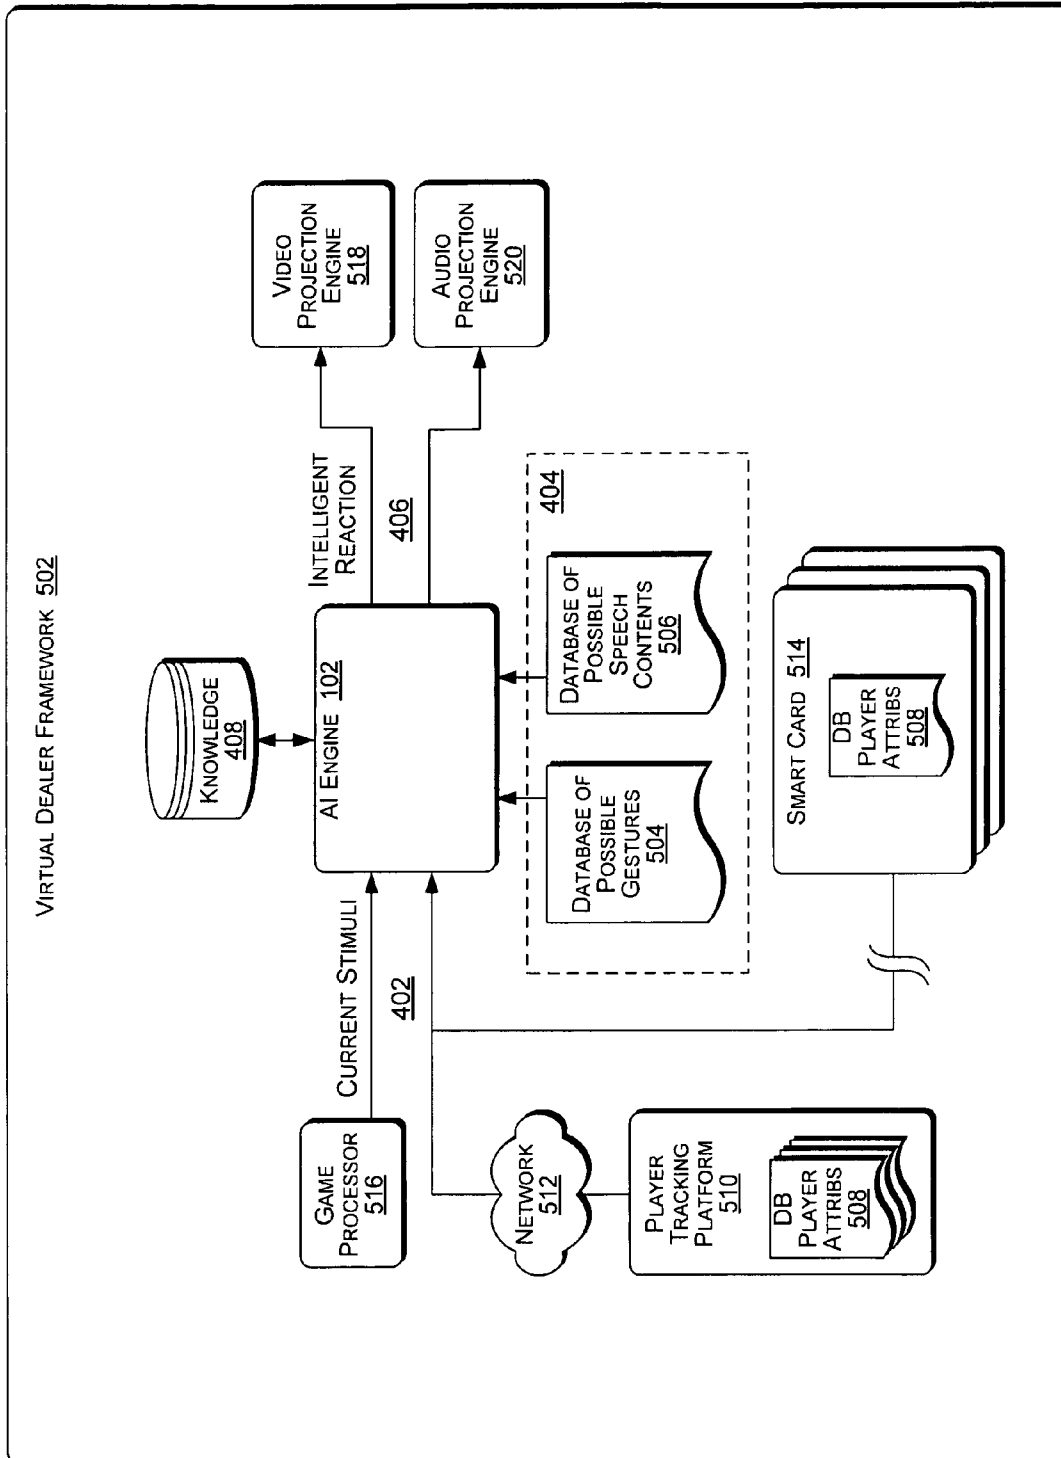 VIRTUAL DEALER FRAMEWORK 502
KNOWLEDGE
408
GAME
PROCESSOR
516
CURRENT STIMULI
402
AI ENGINE 102
INTELLIGENT
REACTION
406
VIDEO
PROJECTION
ENGINE
518
AUDIO
PROJECTION
ENGINE
520
NETWORK
512
PLAYER
TRACKING
PLATFORM
510
DB
PLAYER
ATTRIBS
508
404
DATABASE OF
POSSIBLE
GESTURES
504
DATABASE OF
POSSIBLE
SPEECH
CONTENTS
506
SMART CARD 514
DB
PLAYER
ATTRIBS
508